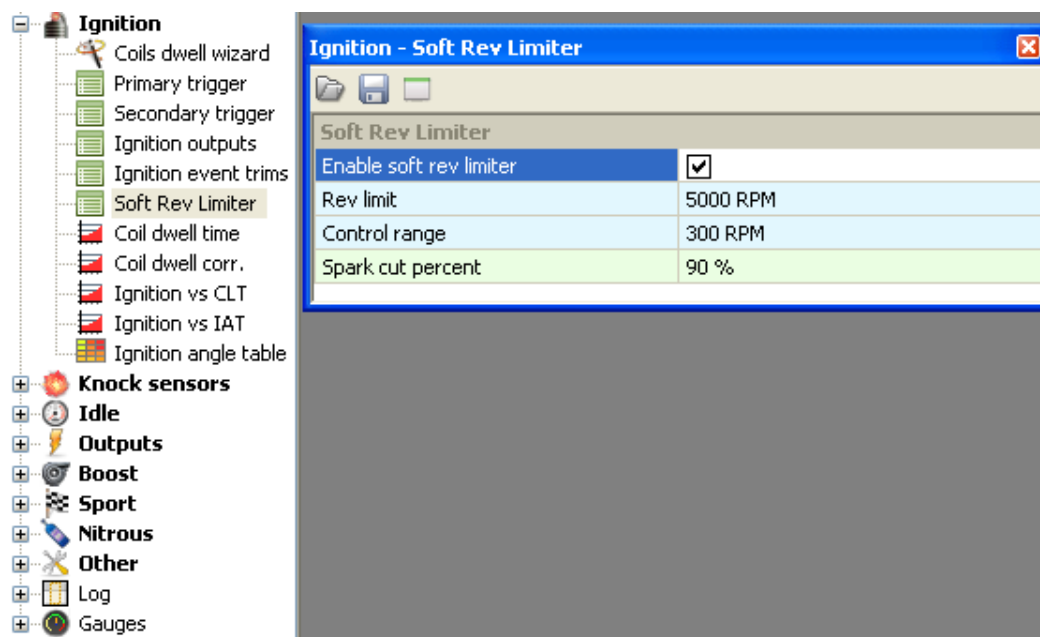 Ignition
Coils dwell wizard
Primary trigger
Secondary trigger
Ignition outputs
Ignition event trims
Soft Rev Limiter
Coil dwell time
Coil dwell corr.
Ignition vs CLT
Ignition vs IAT
Ignition angle table
Knock sensors
Idle
Outputs
Boost
Sport
Nitrous
Other
Log
Gauges
Ignition - Soft Rev Limiter
Soft Rev Limiter
Enable soft rev limiter
Rev limit 5000 RPM
Control range 300 RPM
Spark cut percent 90 %